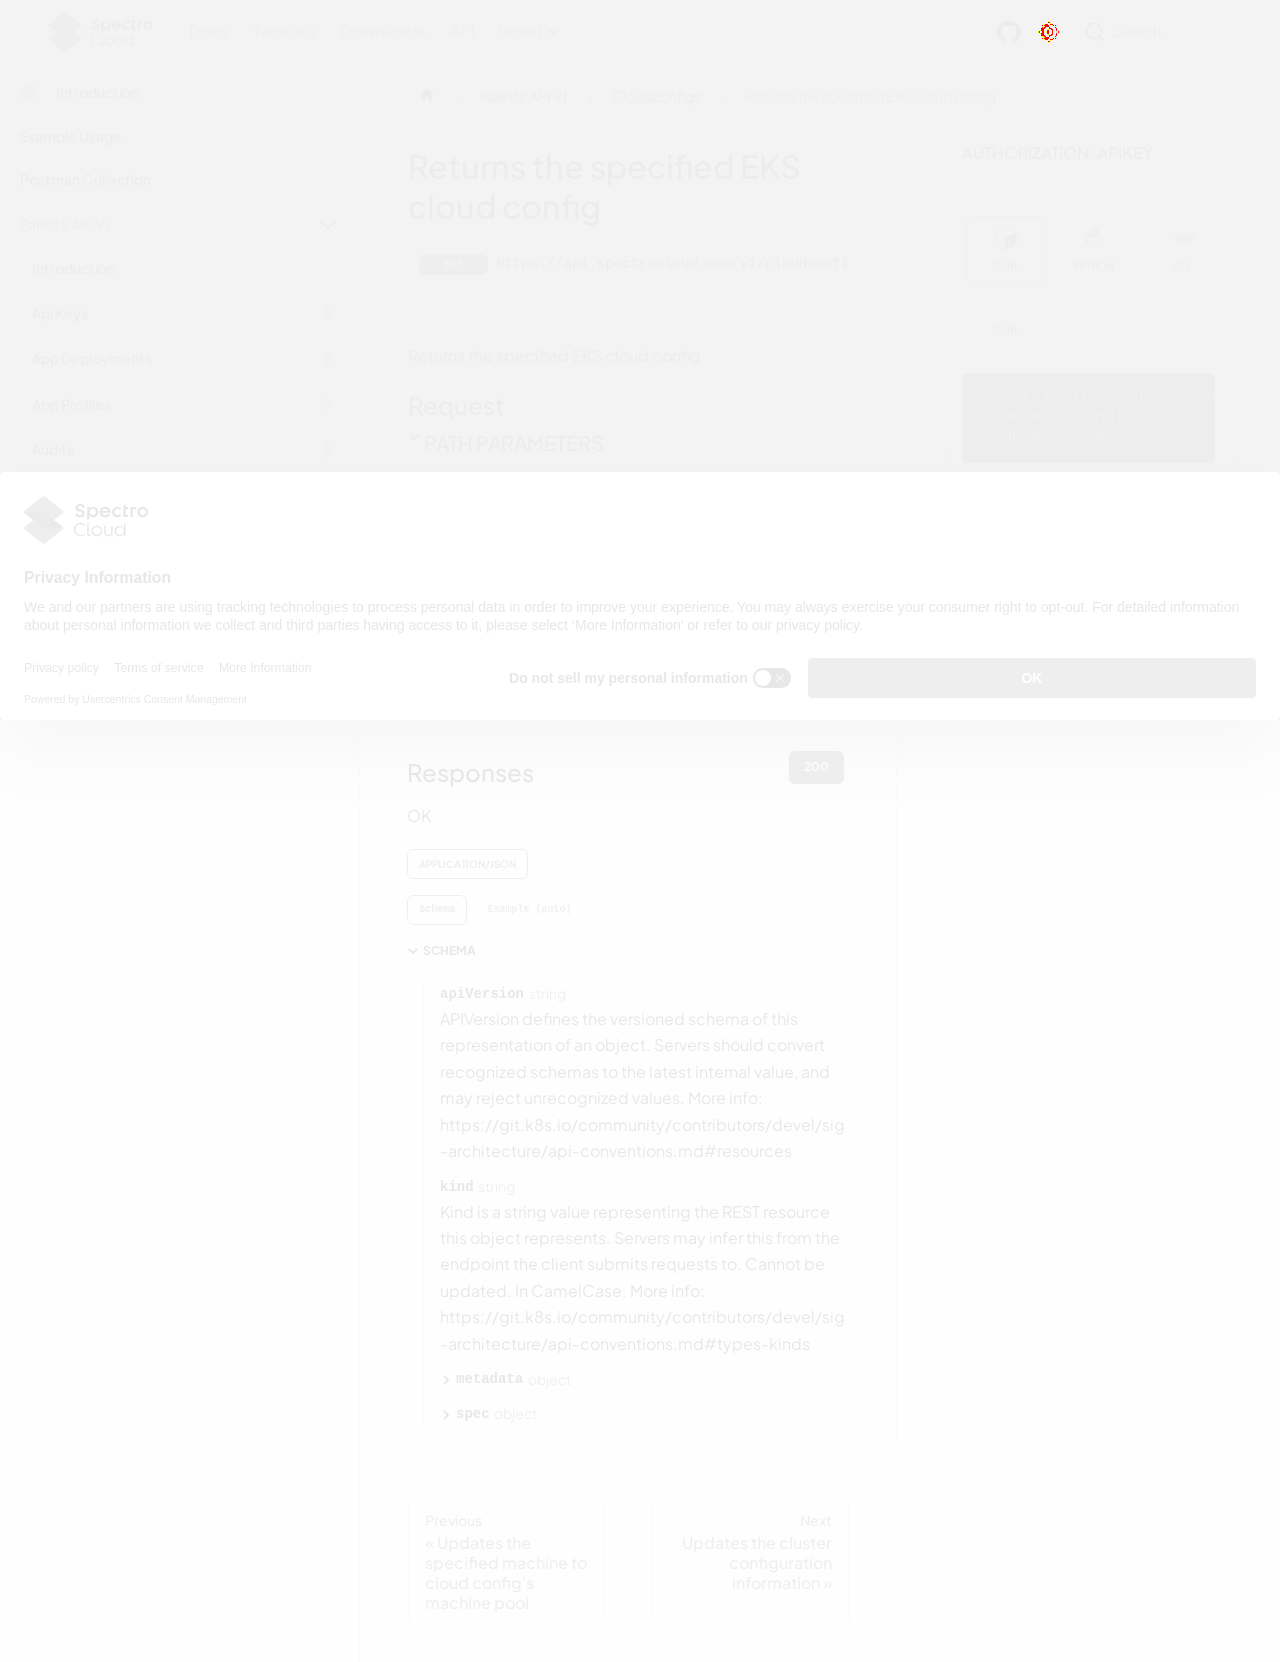 Spectro Cloud
Docs Tutorials Downloads API latest
Search
Introduction
Example Usage
Postman Collection
Palette API V1
Introduction
Api Keys
App Deployments
App Profiles
Audits
Palette API V1
Cloudconfigs
Returns the specified EKS cloud config
Returns the specified EKS
cloud config
GET https://api.spectrocloud.com/v1/cloudconfi
Returns the specified EKS cloud config
Request
PATH PARAMETERS
AUTHORIZATION: APIKEY
CURL PYTHON GO
CURL
Spectro
Cloud
Privacy Information
We and our partners are using tracking technologies to process personal data in order to improve your experience. You may always exercise your consumer right to opt-out. For detailed information
about personal information we collect and third parties having access to it, please select ‘More Information’ or refer to our privacy policy.
Privacy policy Terms of service More Information
Powered by Usercentrics Consent Management
Do not sell my personal information
OK
Responses
200
OK
APPLICATION/JSON
Schema Example (auto)
SCHEMA
apiVersion string
APIVersion defines the versioned schema of this
representation of an object. Servers should convert
recognized schemas to the latest internal value, and
may reject unrecognized values. More info:
https://git.k8s.io/community/contributors/devel/sig
-architecture/api-conventions.md#resources
kind string
Kind is a string value representing the REST resource
this object represents. Servers may infer this from the
endpoint the client submits requests to. Cannot be
updated. In CamelCase. More info:
https://git.k8s.io/community/contributors/devel/sig
-architecture/api-conventions.md#types-kinds
metadata object
spec object
Previous
« Updates the
specified machine to
cloud config's
machine pool
Next
Updates the cluster
configuration
information »